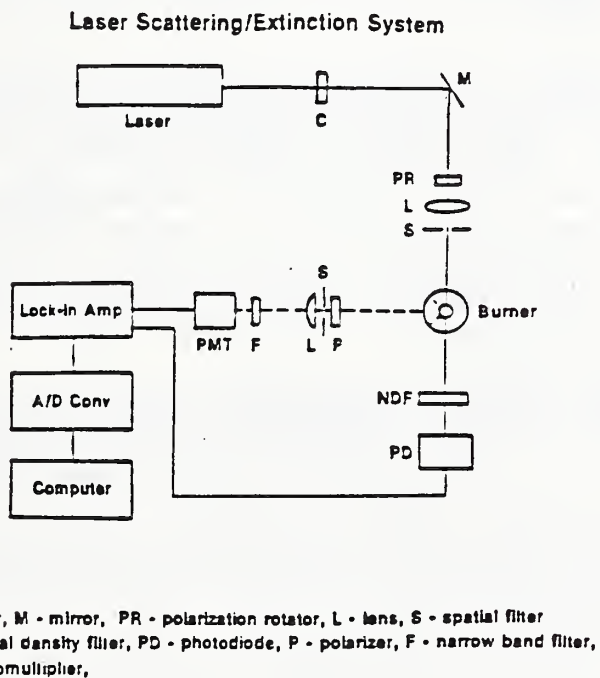 Laser Scattering/Extinction System
Laser
C
M
PR
L
S
Burner
S
Lock-in Amp
PMT F L P
NDF
A/D Conv
PD
Computer
, M - mirror, PR - polarization rotator, L - lens, S - spatial filter
al density filter, PD - photodiode, P - polarizer, F - narrow band filter,
omultiplier,